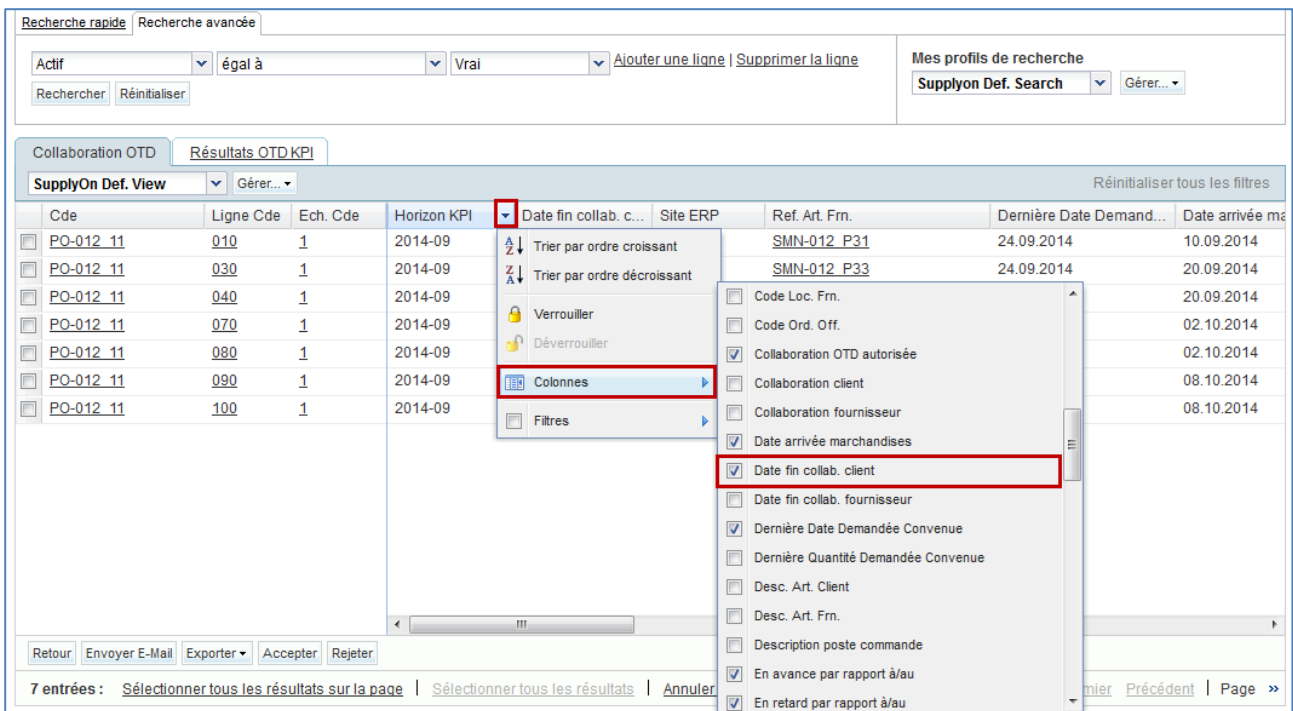 Recherche rapide Recherche avancée
Actif égal à Vrai Ajouter une ligne | Supprimer la ligne
Rechercher Réinitialiser
Mes profils de recherche
Supplyon Def. Search Gérer...
Collaboration OTD Résultats OTD KPI
SupplyOn Def. View Gérer... Réinitialiser tous les filtres
Cde Ligne Cde Ech. Cde Horizon KPI Date fin collab. c... Site ERP Ref. Art. Frn. Dernière Date Demand... Date arrivée ma
PO-012_11 010 1 2014-09 SMN-012_P31 24.09.2014 10.09.2014
PO-012_11 030 1 2014-09 SMN-012_P33 24.09.2014 20.09.2014
PO-012_11 040 1 2014-09 20.09.2014
PO-012_11 070 1 2014-09 02.10.2014
PO-012_11 080 1 2014-09 02.10.2014
PO-012_11 090 1 2014-09 08.10.2014
PO-012_11 100 1 2014-09 08.10.2014
Trier par ordre croissant
Trier par ordre décroissant
Verrouiller
Déverrouiller
Colonnes
Filtres
Code Loc. Frn.
Code Ord. Off.
Collaboration OTD autorisée
Collaboration client
Collaboration fournisseur
Date arrivée marchandises
Date fin collab. client
Date fin collab. fournisseur
Dernière Date Demandée Convenue
Dernière Quantité Demandée Convenue
Desc. Art. Client
Desc. Art. Frn.
Description poste commande
En avance par rapport à/au
En retard par rapport à/au
Retour Envoyer E-Mail Exporter Accepter Rejeter
7 entrées : Sélectionner tous les résultats sur la page | Sélectionner tous les résultats | Annuler mier Précédent | Page »